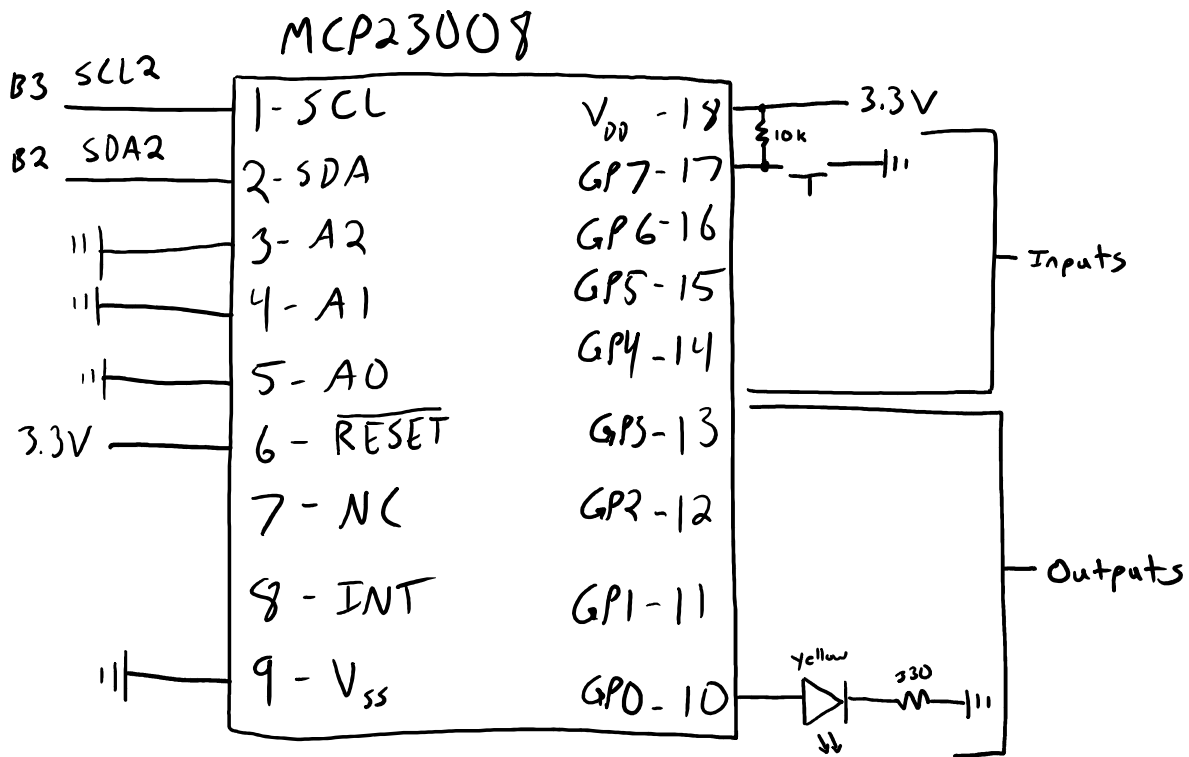 MCP23008
B3 SCL2
1- SCL
B2 SDA2
2- SDA
3- A2
4- A1
5- A0
3.3V
6- RESET
7- NC
8- INT
9- Vss
VDD - 18
3.3V
10k
GP7- 17
GP6- 16
GP5- 15
GP4- 14
Inputs
GP3- 13
GP2- 12
GP1- 11
GP0- 10
yellow
330
Outputs